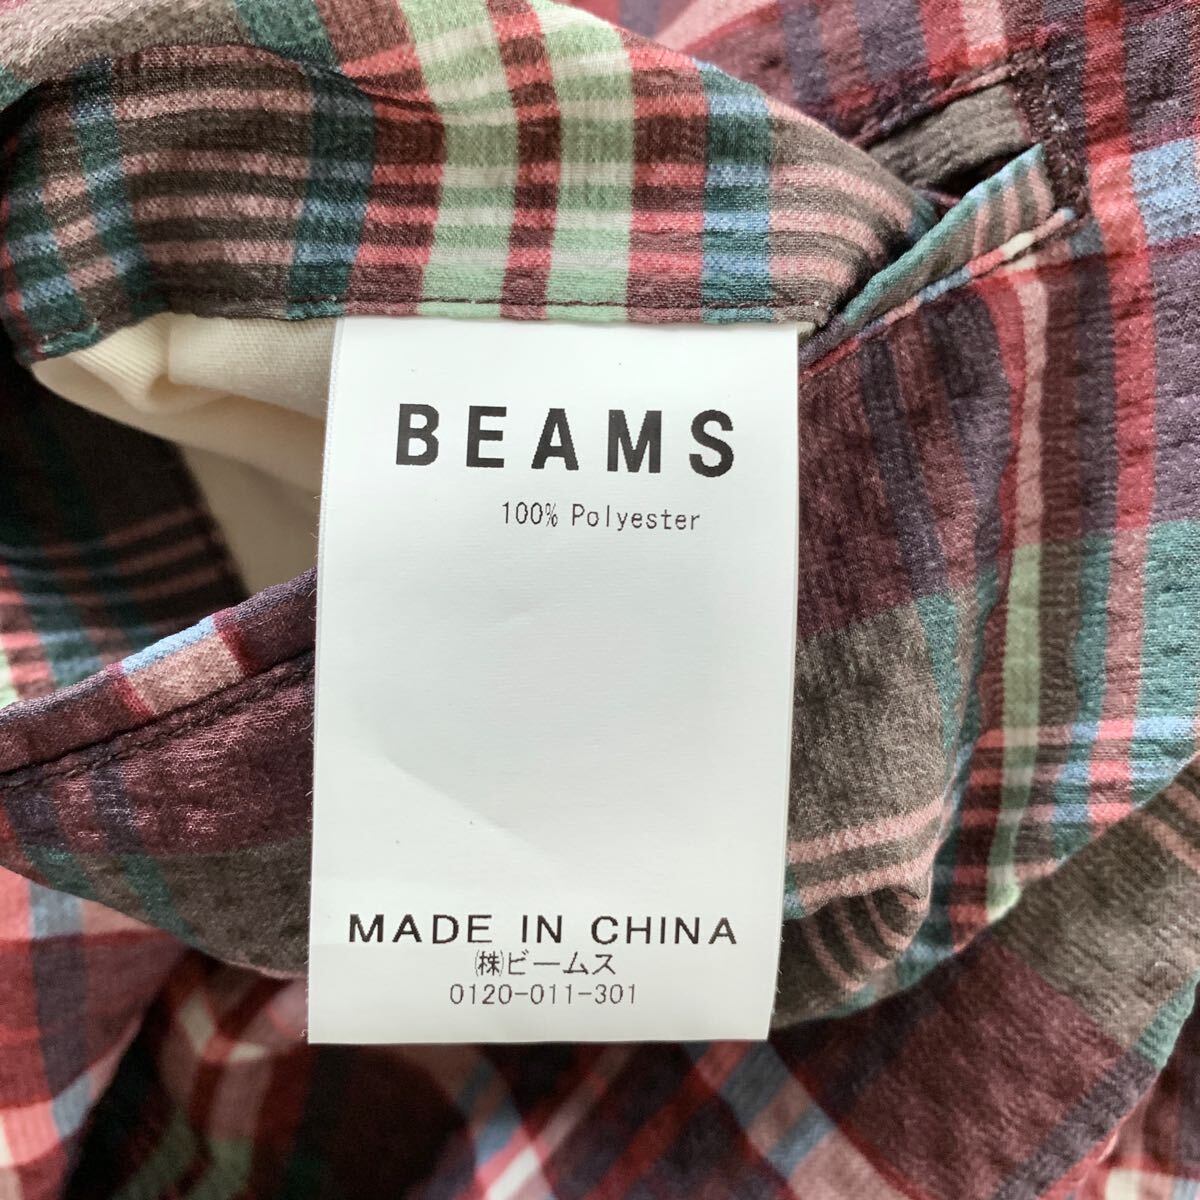 BEAMS
100% Polyester
MADE IN CHINA
㈱ビームス
0120-011-301